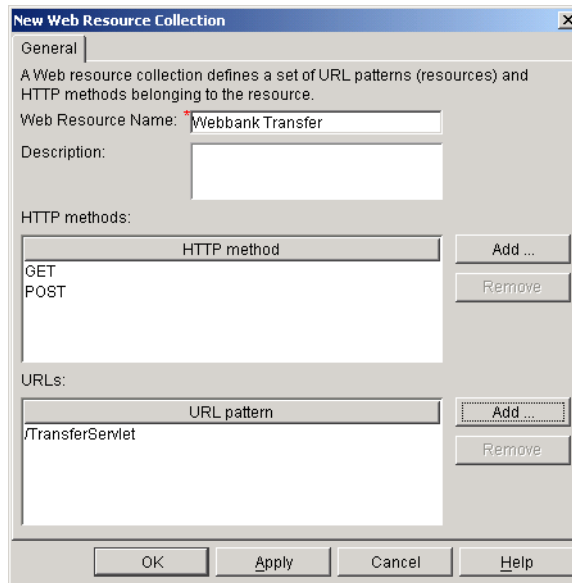 New Web Resource Collection
General
A Web resource collection defines a set of URL patterns (resources) and
HTTP methods belonging to the resource.
Web Resource Name: *Webbank Transfer
Description:
HTTP methods:
HTTP method Add ...
GET
POST Remove
URLs:
URL pattern Add ...
/TransferServlet
Remove
OK Apply Cancel Help